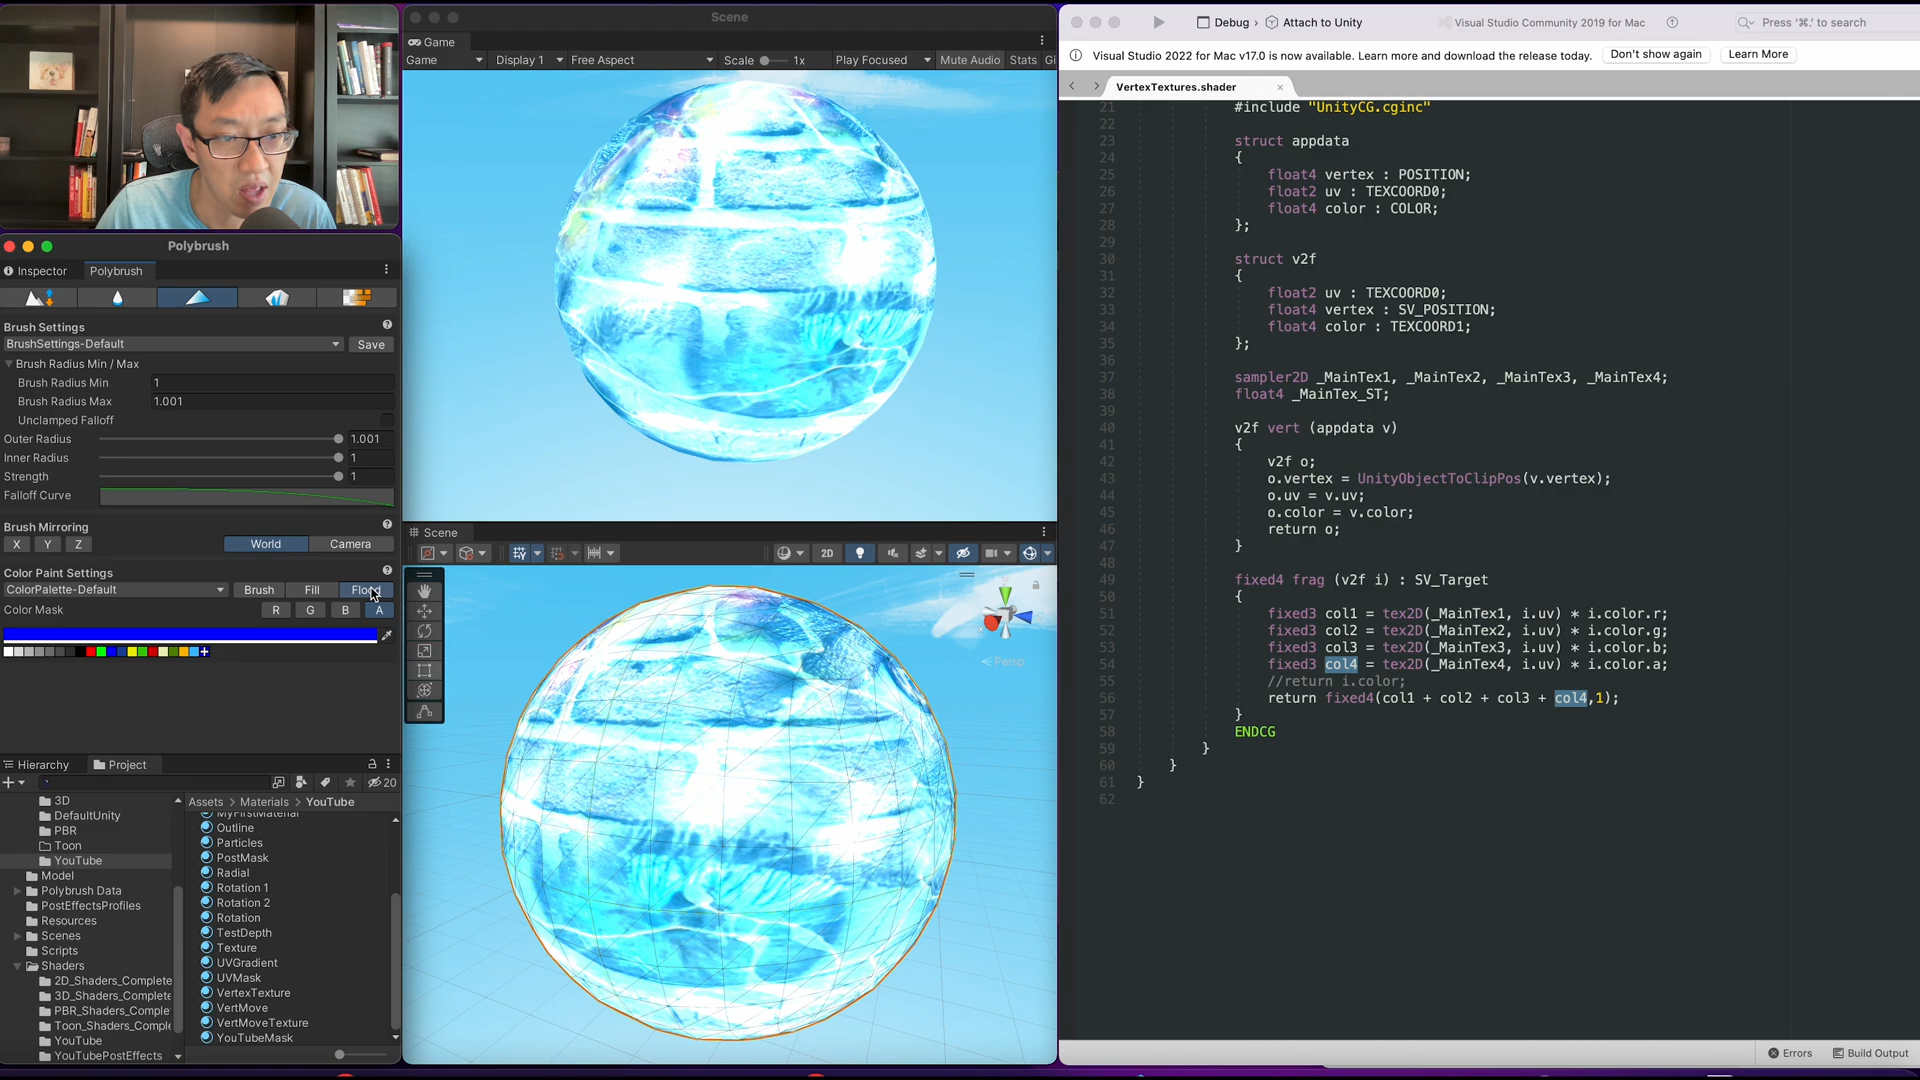 Scene
Game
Game
Display 1
Free Aspect
Scale
1x
Play Focused
Mute Audio
Stats
Gi
Polybrush
Inspector
Polybrush
Brush Settings
BrushSettings-Default
Save
Brush Radius Min / Max
Brush Radius Min
1
Brush Radius Max
1.001
Unclamped Falloff
Outer Radius
1.001
Inner Radius
1
Strength
1
Falloff Curve
Brush Mirroring
X
Y
Z
World
Camera
Color Paint Settings
ColorPalette-Default
Brush
Fill
Color Mask
R
G
B
A
Hierarchy
Project
20
3D
DefaultUnity
PBR
Toon
YouTube
Model
Polybrush Data
PostEffectsProfiles
Resources
Scenes
Scripts
Shaders
2D_Shaders_Complete
3D_Shaders_Complete
PBR_Shaders_Comple
Toon_Shaders_Compl
YouTube
YouTubePostEffects
Assets > Materials > YouTube
MyFirstMaterial
Outline
Particles
PostMask
Radial
Rotation 1
Rotation 2
Rotation
TestDepth
Texture
UVGradient
UVMask
VertexTexture
VertMove
VertMoveTexture
YouTubeMask
Scene
2D
Persp
Debug > Attach to Unity
Visual Studio Community 2019 for Mac
Press '⌘.' to search
Visual Studio 2022 for Mac v17.0 is now available. Learn more and download the release today.
Don't show again
Learn More
VertexTextures.shader
21 #include "UnityCG.cginc"
22
23 struct appdata
24 {
25 float4 vertex : POSITION;
26 float2 uv : TEXCOORD0;
27 float4 color : COLOR;
28 };
29
30 struct v2f
31 {
32 float2 uv : TEXCOORD0;
33 float4 vertex : SV_POSITION;
34 float4 color : TEXCOORD1;
35 };
36
37 sampler2D _MainTex1, _MainTex2, _MainTex3, _MainTex4;
38 float4 _MainTex_ST;
39
40 v2f vert (appdata v)
41 {
42 v2f o;
43 o.vertex = UnityObjectToClipPos(v.vertex);
44 o.uv = v.uv;
45 o.color = v.color;
46 return o;
47 }
48
49 fixed4 frag (v2f i) : SV_Target
50 {
51 fixed3 col1 = tex2D(_MainTex1, i.uv) * i.color.r;
52 fixed3 col2 = tex2D(_MainTex2, i.uv) * i.color.g;
53 fixed3 col3 = tex2D(_MainTex3, i.uv) * i.color.b;
54 fixed3 col4 = tex2D(_MainTex4, i.uv) * i.color.a;
55 //return i.color;
56 return fixed4(col1 + col2 + col3 + col4,1);
57 }
58 ENDCG
59 }
60 }
61 }
62
Errors
Build Output